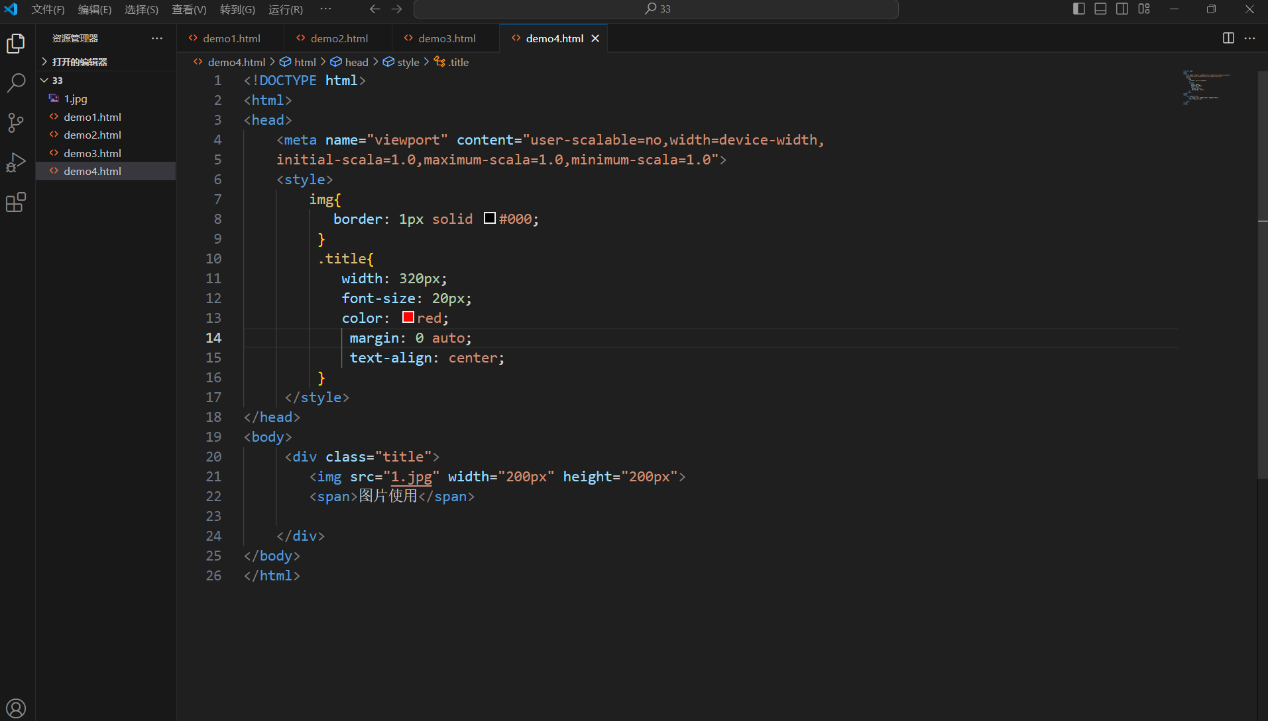 文件(F) 编辑(E) 选择(S) 查看(V) 转到(G) 运行(R) ··· 33
资源管理器 ···
打开的编辑器
33
1.jpg
demo1.html
demo2.html
demo3.html
demo4.html
demo1.html demo2.html demo3.html demo4.html
demo4.html > html > head > style > .title
1 <!DOCTYPE html>
2 <html>
3 <head>
4 <meta name="viewport" content="user-scalable=no,width=device-width,
5 initial-scala=1.0,maximum-scala=1.0,minimum-scala=1.0">
6 <style>
7 img{
8 border: 1px solid #000;
9 }
10 .title{
11 width: 320px;
12 font-size: 20px;
13 color: red;
14 margin: 0 auto;
15 text-align: center;
16 }
17 </style>
18 </head>
19 <body>
20 <div class="title">
21 <img src="1.jpg" width="200px" height="200px">
22 <span>图片使用</span>
23
24 </div>
25 </body>
26 </html>